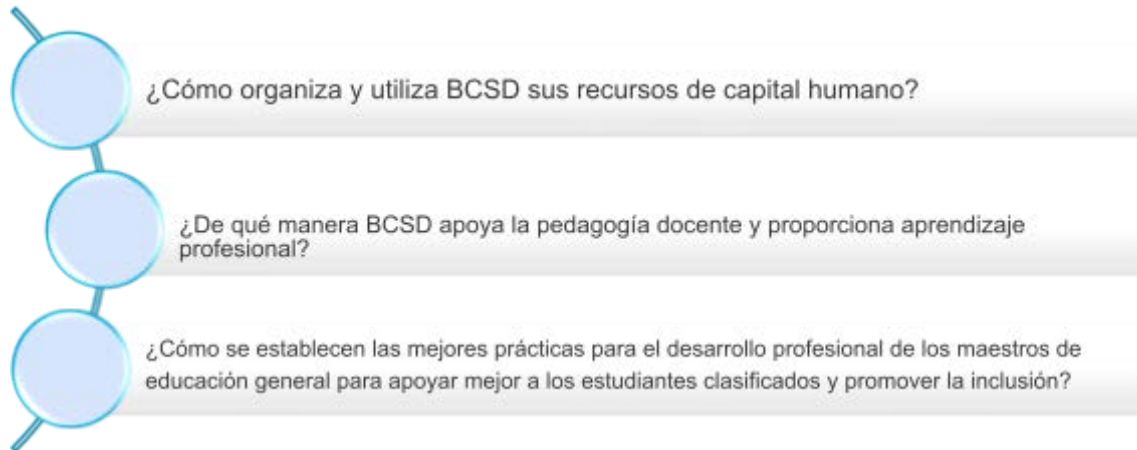 ¿Cómo organiza y utiliza BCSD sus recursos de capital humano?
¿De qué manera BCSD apoya la pedagogía docente y proporciona aprendizaje
profesional?
¿Cómo se establecen las mejores prácticas para el desarrollo profesional de los maestros de
educación general para apoyar mejor a los estudiantes clasificados y promover la inclusión?